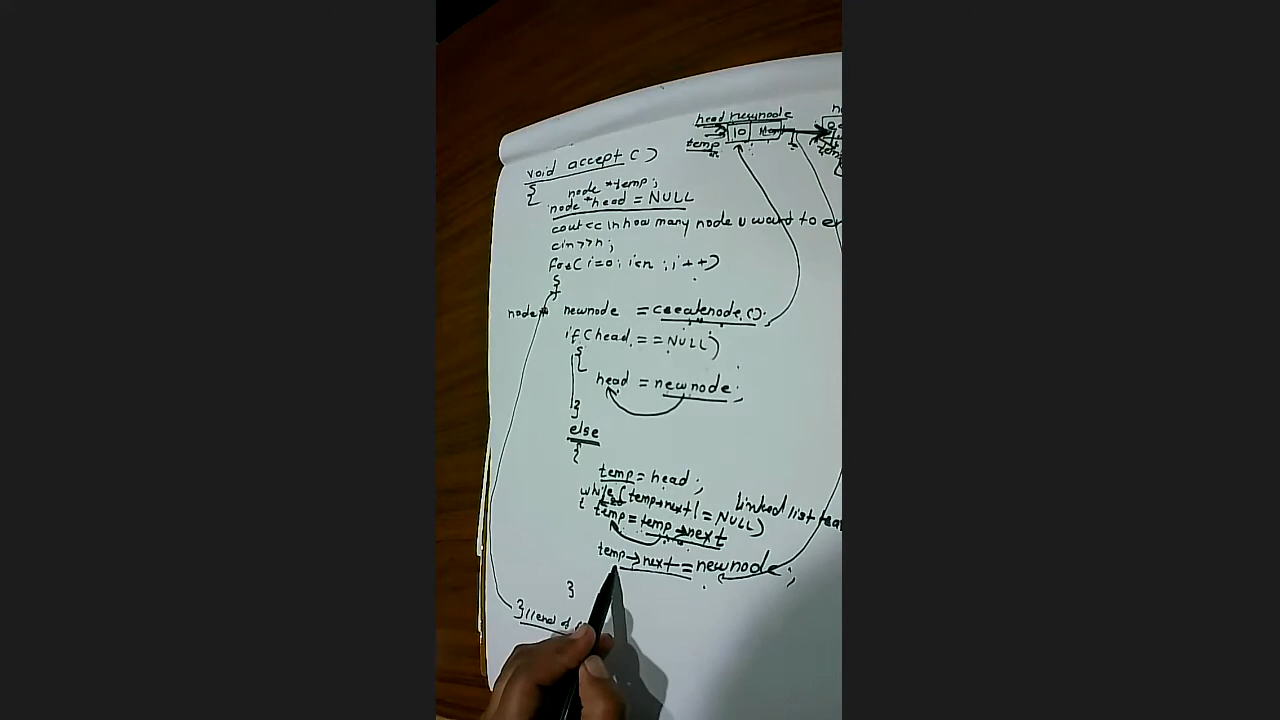 head newnode
10
temp
void accept ( )
{
node *temp;
node *head = NULL
cout<< in how many node u want to
cin>>n;
for( i=0; i<n ; i++)
{
node* newnode = createnode();
if( head == NULL)
{
head = newnode;
}
else
{
temp = head;
while( temp→next != NULL)
linked list
{ temp = temp→next
temp→next = newnode;
}
} //end of